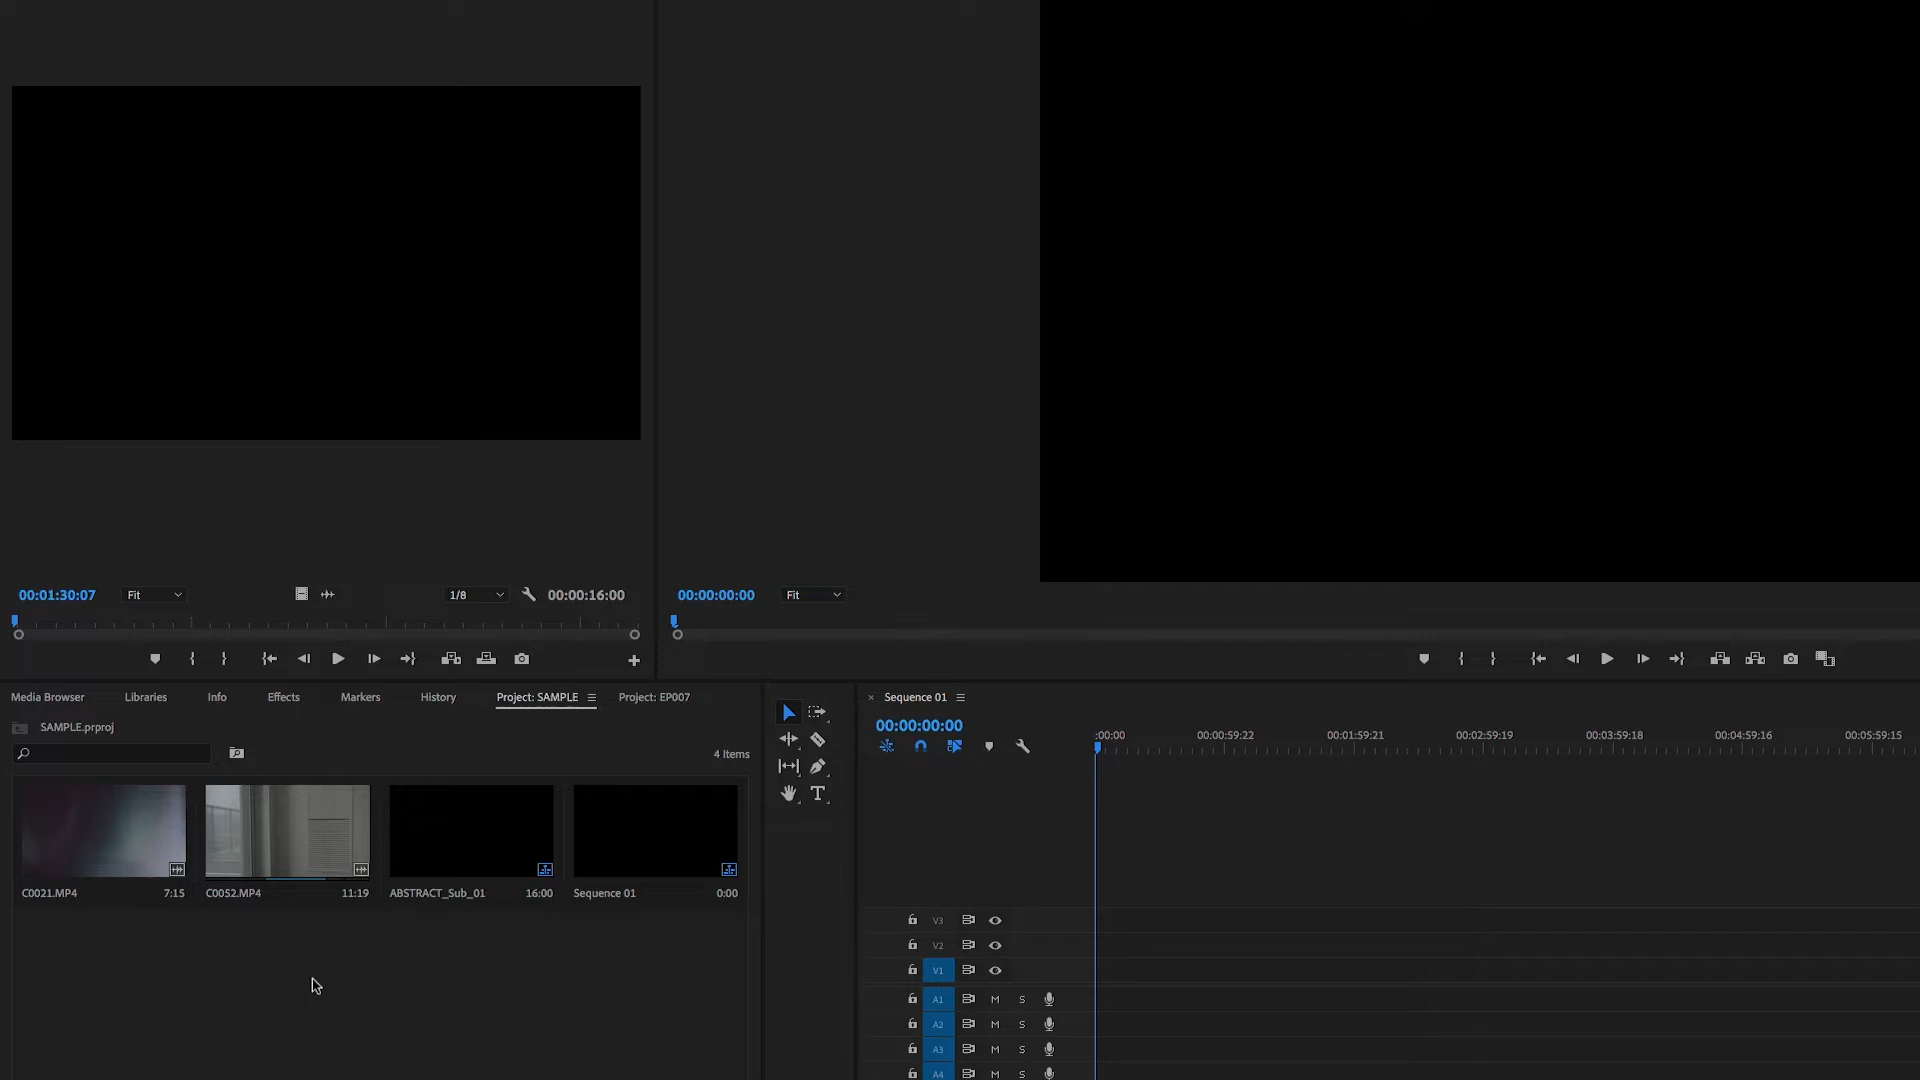 00:01:30:07 Fit 1/8 00:00:16:00
00:00:00:00 Fit
Media Browser Libraries Info Effects Markers History Project: SAMPLE Project: EP007
SAMPLE.prproj
4 Items
C0021.MP4 7:15
C0052.MP4 11:19
ABSTRACT_Sub_01 16:00
Sequence 01 0:00
× Sequence 01
00:00:00:00
:00:00 00:00:59:22 00:01:59:21 00:02:59:19 00:03:59:18 00:04:59:16 00:05:59:15
V3
V2
V1
A1 M S
A2 M S
A3 M S
A4 M S